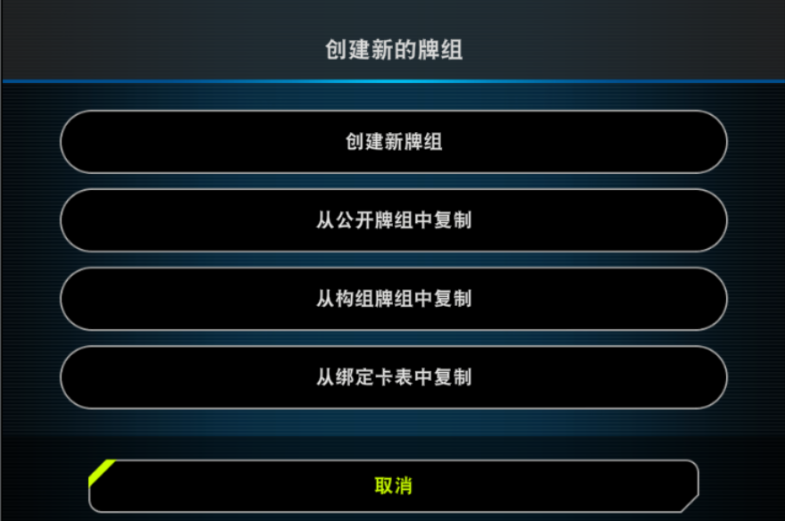 创建新的牌组
创建新牌组
从公开牌组中复制
从构组牌组中复制
从绑定卡表中复制
取消